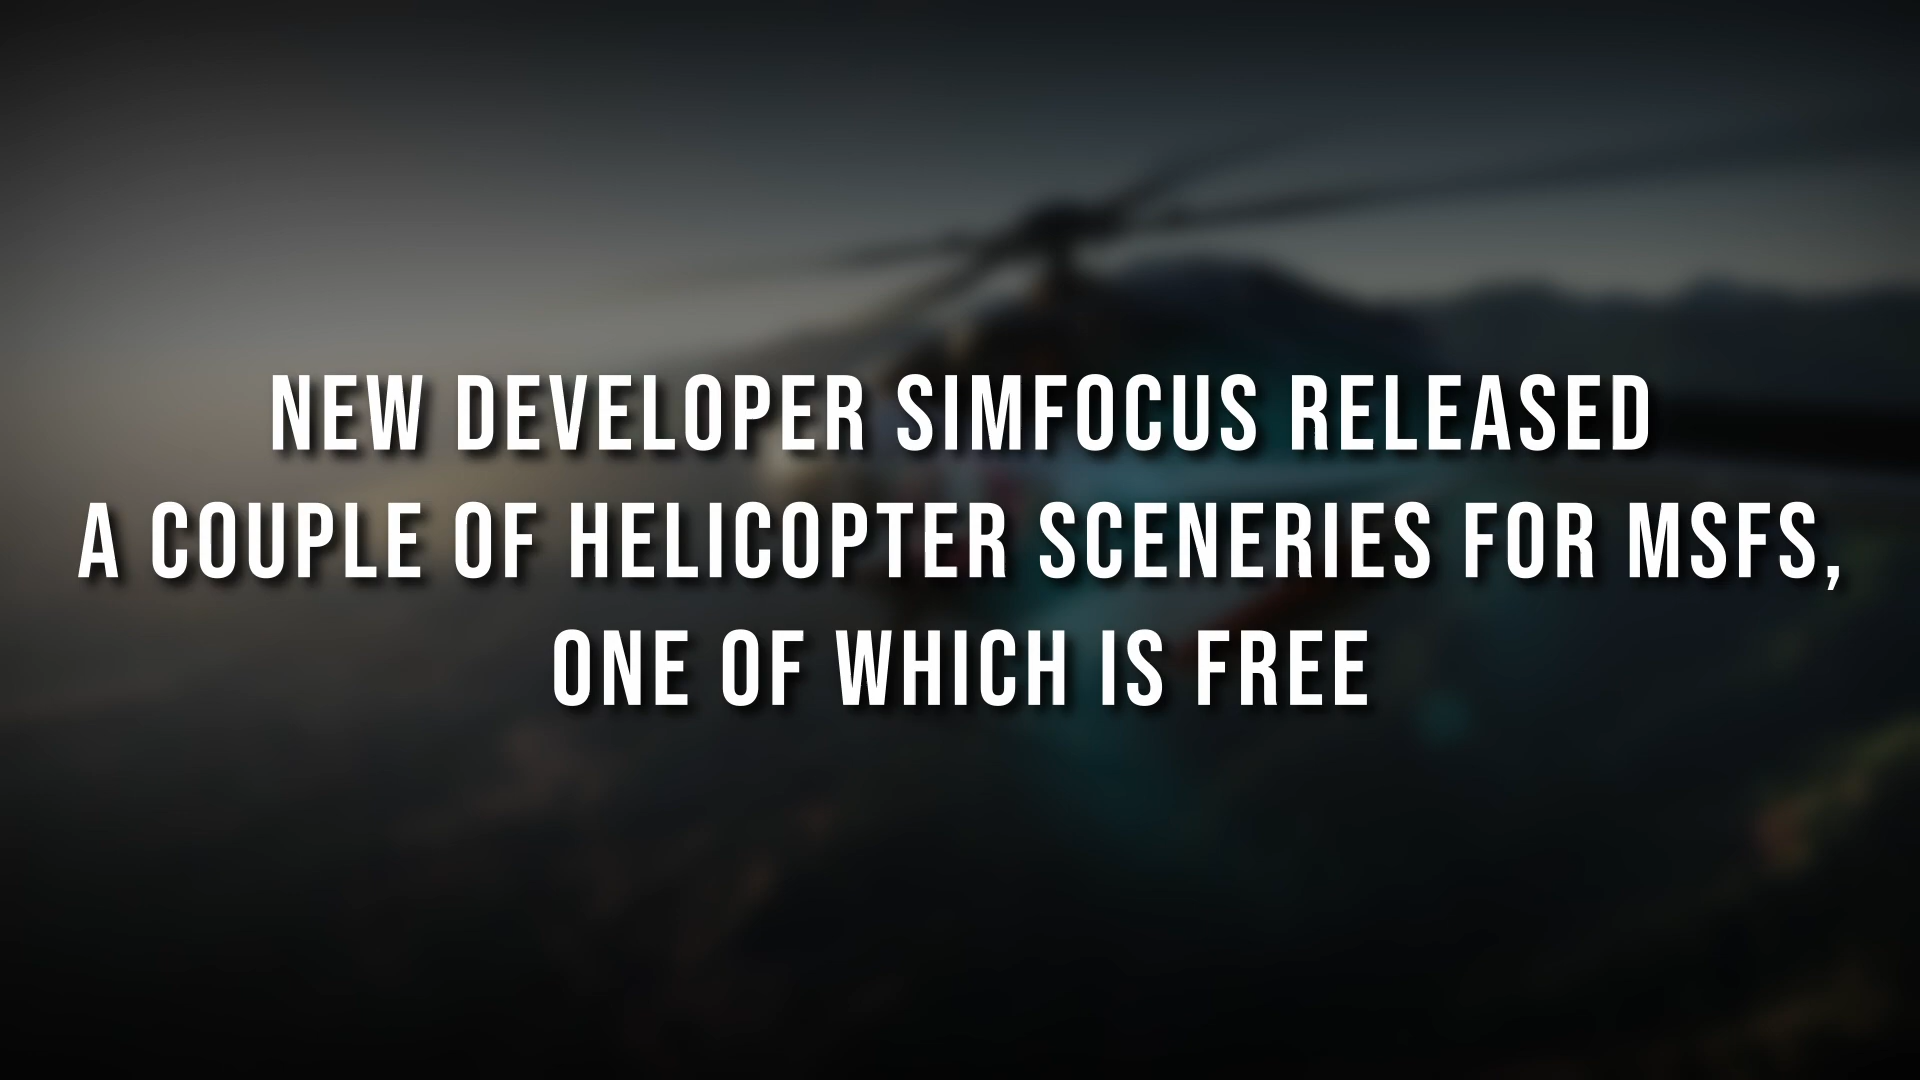 NEW DEVELOPER SIMFOCUS RELEASED
A COUPLE OF HELICOPTER SCENERIES FOR MSFS,
ONE OF WHICH IS FREE